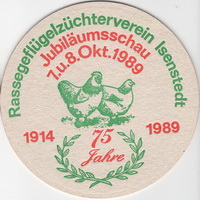 Rassegeflügelzüchterverein Isenstedt
Jubiläumsschau
7.u.8.Okt.1989
1914
1989
75
Jahre